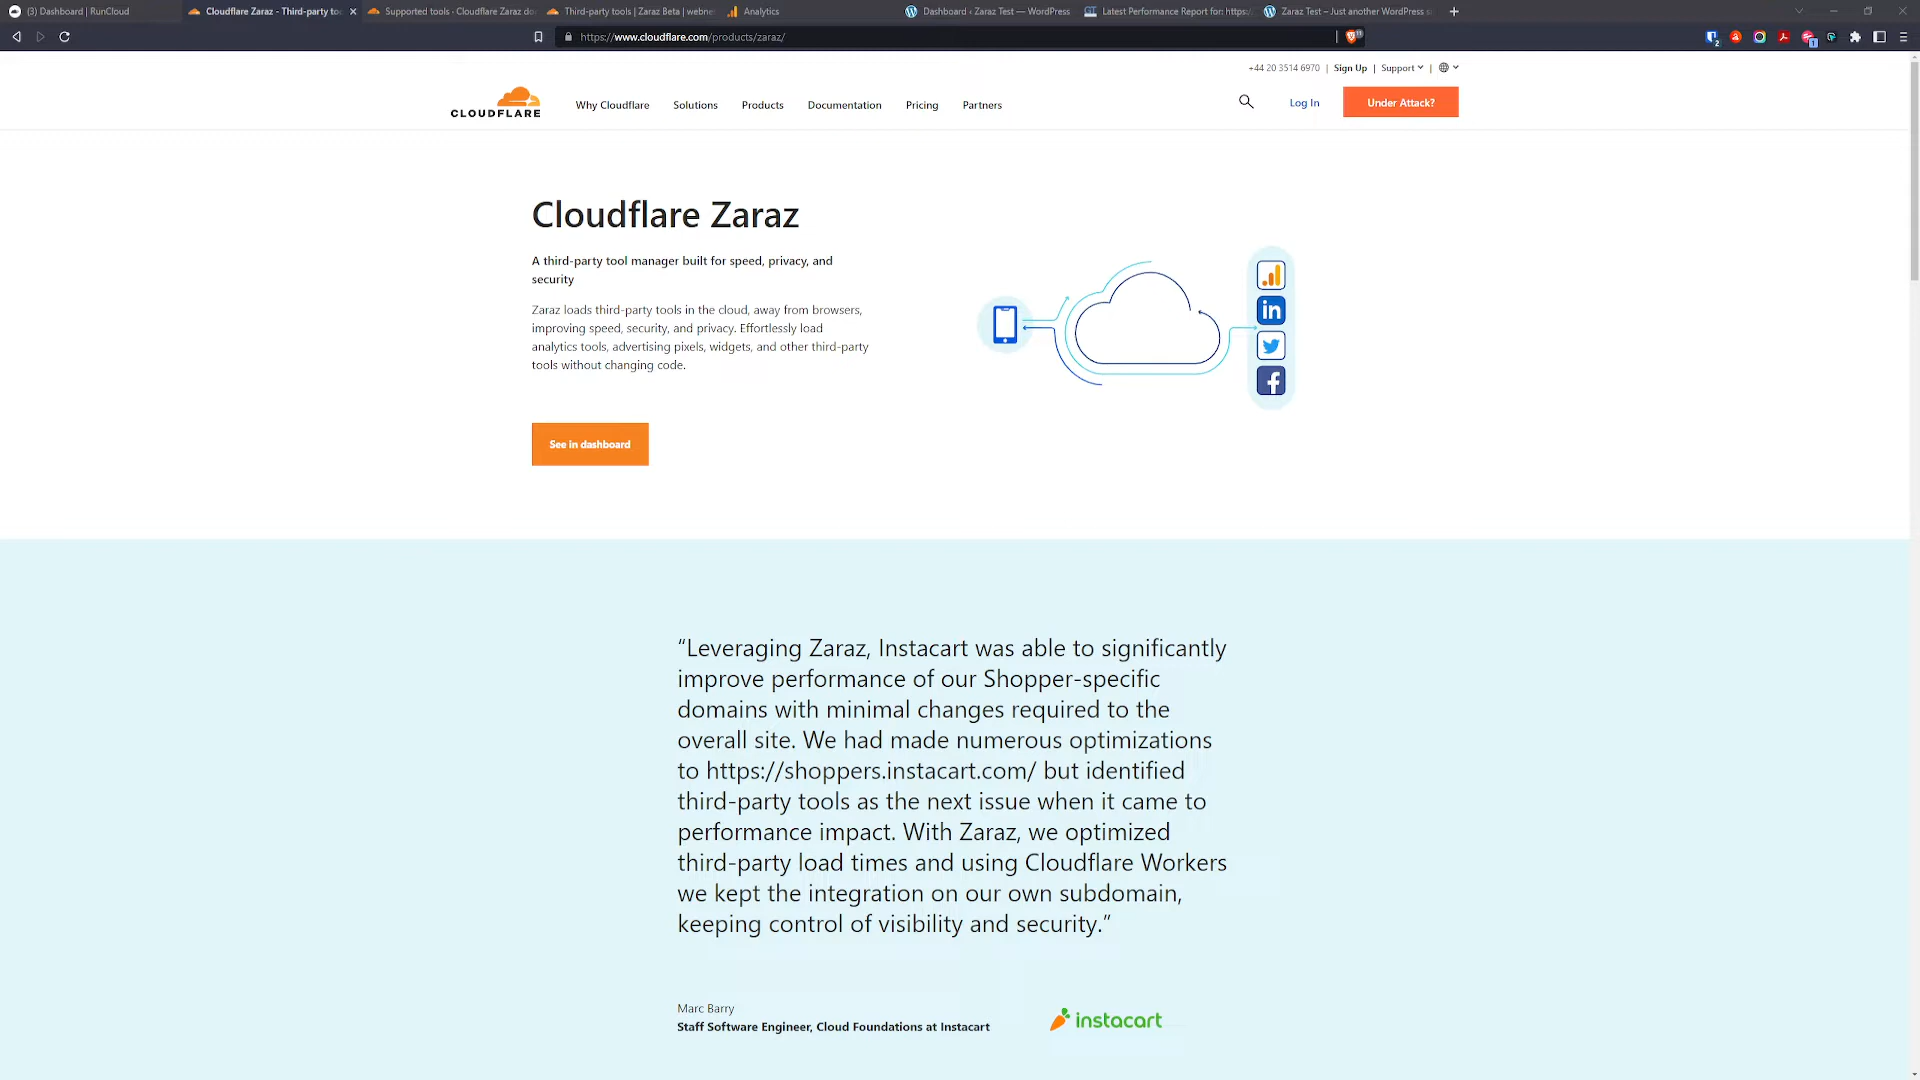 (3) Dashboard | RunCloud
Cloudflare Zaraz - Third-party to
Supported tools · Cloudflare Zaraz do
Third-party tools | Zaraz Beta | webne
Analytics
Dashboard ‹ Zaraz Test — WordPress
Latest Performance Report for: https:
Zaraz Test – Just another WordPress s
https://www.cloudflare.com/products/zaraz/
+44 20 3514 6970 | Sign Up | Support |
CLOUDFLARE
Why Cloudflare
Solutions
Products
Documentation
Pricing
Partners
Log In
Under Attack?
Cloudflare Zaraz
A third-party tool manager built for speed, privacy, and
security
Zaraz loads third-party tools in the cloud, away from browsers,
improving speed, security, and privacy. Effortlessly load
analytics tools, advertising pixels, widgets, and other third-party
tools without changing code.
in
See in dashboard
“Leveraging Zaraz, Instacart was able to significantly
improve performance of our Shopper-specific
domains with minimal changes required to the
overall site. We had made numerous optimizations
to https://shoppers.instacart.com/ but identified
third-party tools as the next issue when it came to
performance impact. With Zaraz, we optimized
third-party load times and using Cloudflare Workers
we kept the integration on our own subdomain,
keeping control of visibility and security.”
Marc Barry
Staff Software Engineer, Cloud Foundations at Instacart
instacart